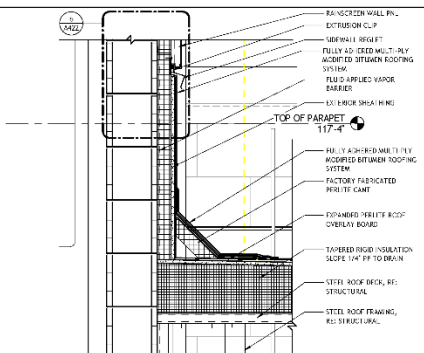 5
A422
RAINSCREEN WALL PNL
EXTRUSION CLIP
SIDEWALL REGLET
FULLY ADHERED MULTI-PLY
MODIFIED BITUMEN ROOFING
SYSTEM
FLUID APPLIED VAPOR
BARRIER
EXTERIOR SHEATHING
TOP OF PARAPET
117'-4"
FULLY ADHERED MULTI PLY
MODIFIED BITUMEN ROOFING
SYSTEM
FACTORY FABRICATED
PERLITE CANT
EXPANDED PERLITE ROOF
OVERLAY BOARD
TAPERED RIGID INSULATION
SLOPE 1/4" PF TO DRAIN
STEEL ROOF DECK, RE:
STRUCTURAL
STEEL ROOF FRAMING,
RE: STRUCTURAL